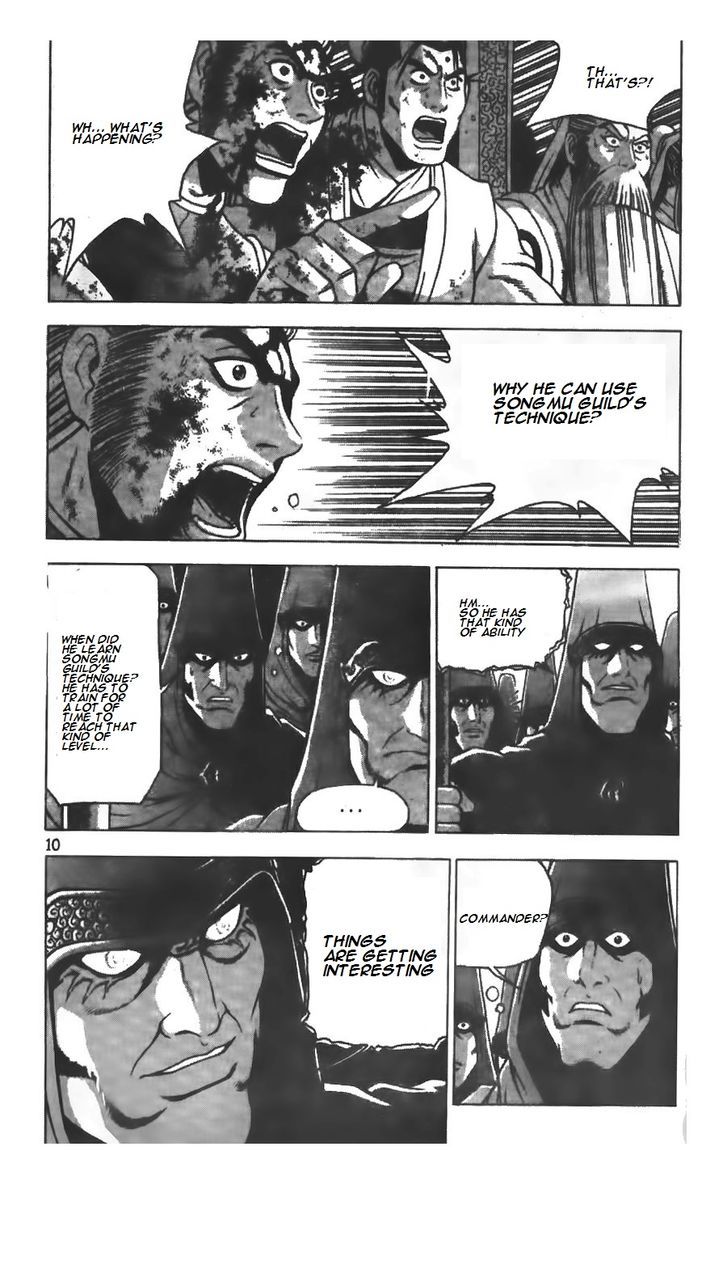 WH... WHAT'S
HAPPENING?
TH...
THAT'S?!
WHY HE CAN USE
SONGMU GUILD'S
TECHNIQUE?
WHEN DID
HE LEARN
SONGMU
GUILD'S
TECHNIQUE?
HE HAS TO
TRAIN FOR
A LOT OF
TIME TO
REACH THAT
KIND OF
LEVEL...
...
HM...
SO HE HAS
THAT KIND
OF ABILITY
10
THINGS
ARE GETTING
INTERESTING
COMMANDER?